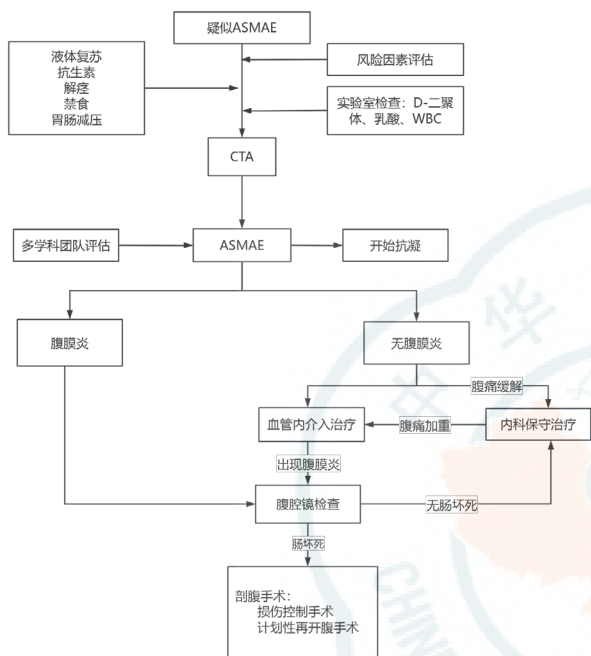 疑似ASMAE
液体复苏
抗生素
解痉
禁食
胃肠减压
风险因素评估
实验室检查：D-二聚
体、乳酸、WBC
CTA
多学科团队评估
ASMAE
开始抗凝
腹膜炎
无腹膜炎
腹痛缓解
血管内介入治疗
腹痛加重
内科保守治疗
出现腹膜炎
腹腔镜检查
无肠坏死
肠坏死
剖腹手术：
损伤控制手术
计划性再开腹手术
中华
CHIN